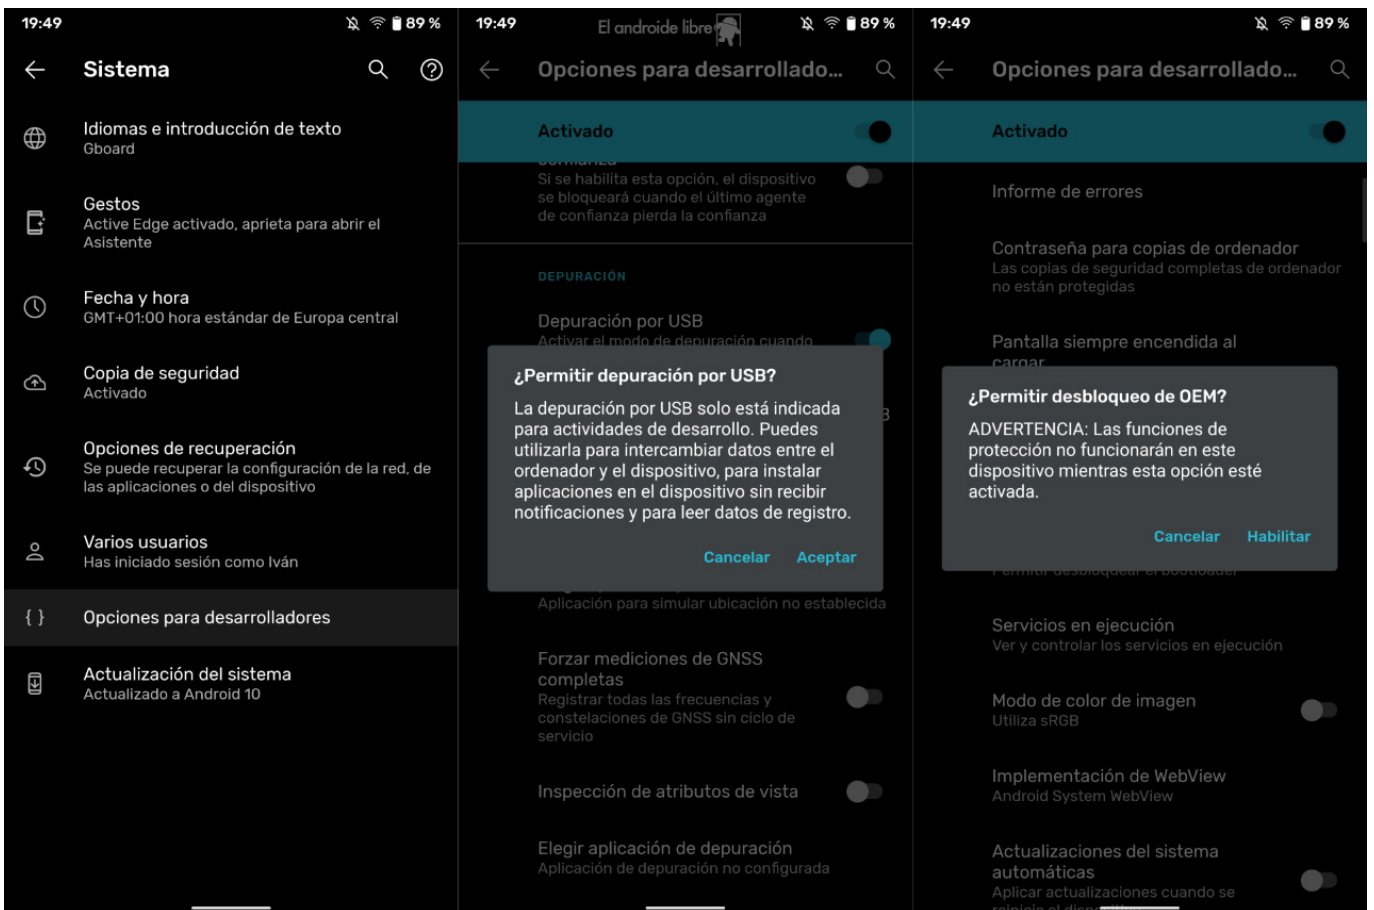 19:49
89 %
Sistema
Idiomas e introducción de texto
Gboard
Gestos
Active Edge activado, aprieta para abrir el
Asistente
Fecha y hora
GMT+01:00 hora estándar de Europa central
Copia de seguridad
Activado
Opciones de recuperación
Se puede recuperar la configuración de la red, de
las aplicaciones o del dispositivo
Varios usuarios
Has iniciado sesión como Iván
{ }
Opciones para desarrolladores
Actualización del sistema
Actualizado a Android 10
19:49
El androide libre
89 %
Opciones para desarrollado...
Activado
confianza
Si se habilita esta opción, el dispositivo
se bloqueará cuando el último agente
de confianza pierda la confianza
DEPURACIÓN
Depuración por USB
Activar el modo de depuración cuando
¿Permitir depuración por USB?
La depuración por USB solo está indicada
para actividades de desarrollo. Puedes
utilizarla para intercambiar datos entre el
ordenador y el dispositivo, para instalar
aplicaciones en el dispositivo sin recibir
notificaciones y para leer datos de registro.
Cancelar Aceptar
Aplicación para simular ubicación no establecida
Forzar mediciones de GNSS
completas
Registrar todas las frecuencias y
constelaciones de GNSS sin ciclo de
servicio
Inspección de atributos de vista
Elegir aplicación de depuración
Aplicación de depuración no configurada
19:49
89 %
Opciones para desarrollado...
Activado
Informe de errores
Contraseña para copias de ordenador
Las copias de seguridad completas de ordenador
no están protegidas
Pantalla siempre encendida al
cargar
¿Permitir desbloqueo de OEM?
ADVERTENCIA: Las funciones de
protección no funcionarán en este
dispositivo mientras esta opción esté
activada.
Cancelar Habilitar
Permitir desbloquear el bootloader
Servicios en ejecución
Ver y controlar los servicios en ejecución
Modo de color de imagen
Utiliza sRGB
Implementación de WebView
Android System WebView
Actualizaciones del sistema
automáticas
Aplicar actualizaciones cuando se